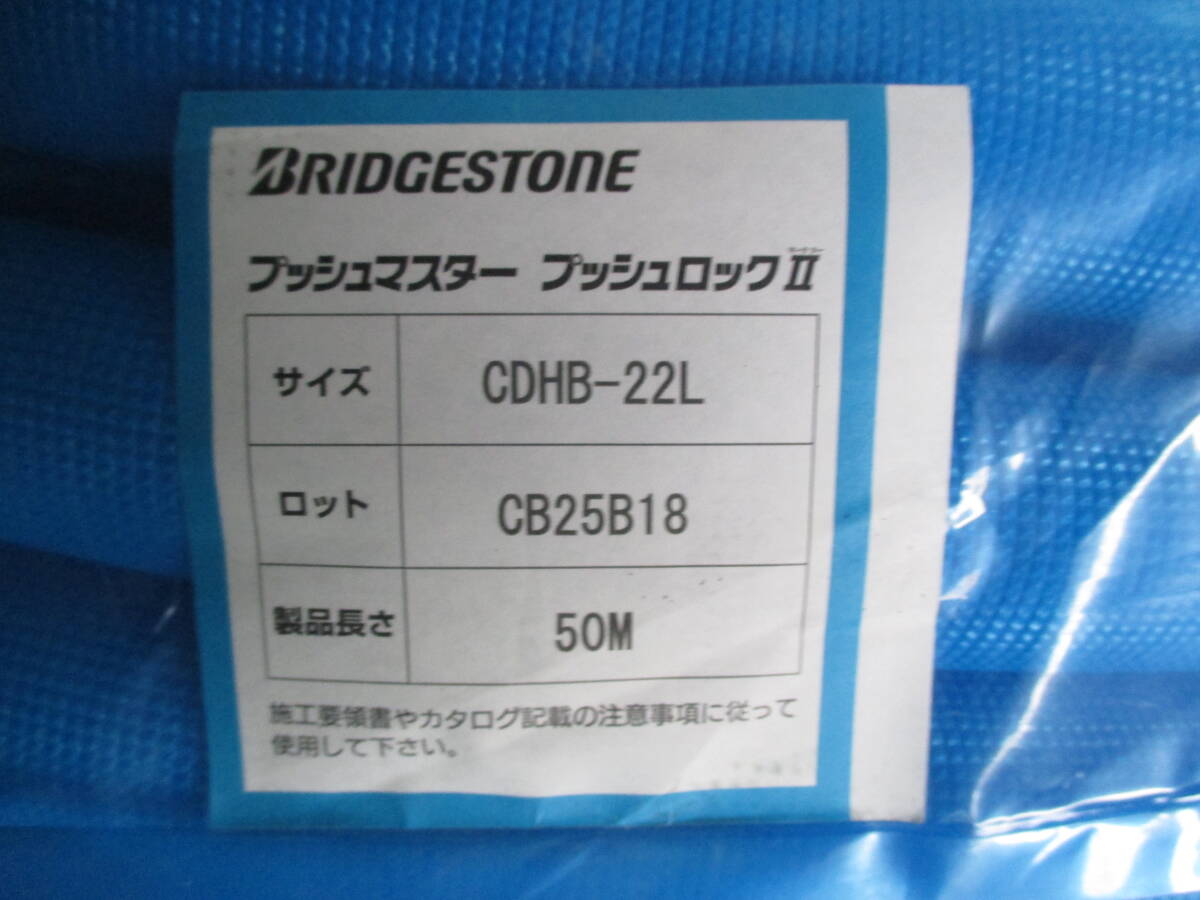 BRIDGESTONE
プッシュマスター プッシュロックⅡ
サイズ CDHB-22L
ロット CB25B18
製品長さ 50M
施工要領書やカタログ記載の注意事項に従って
使用して下さい。